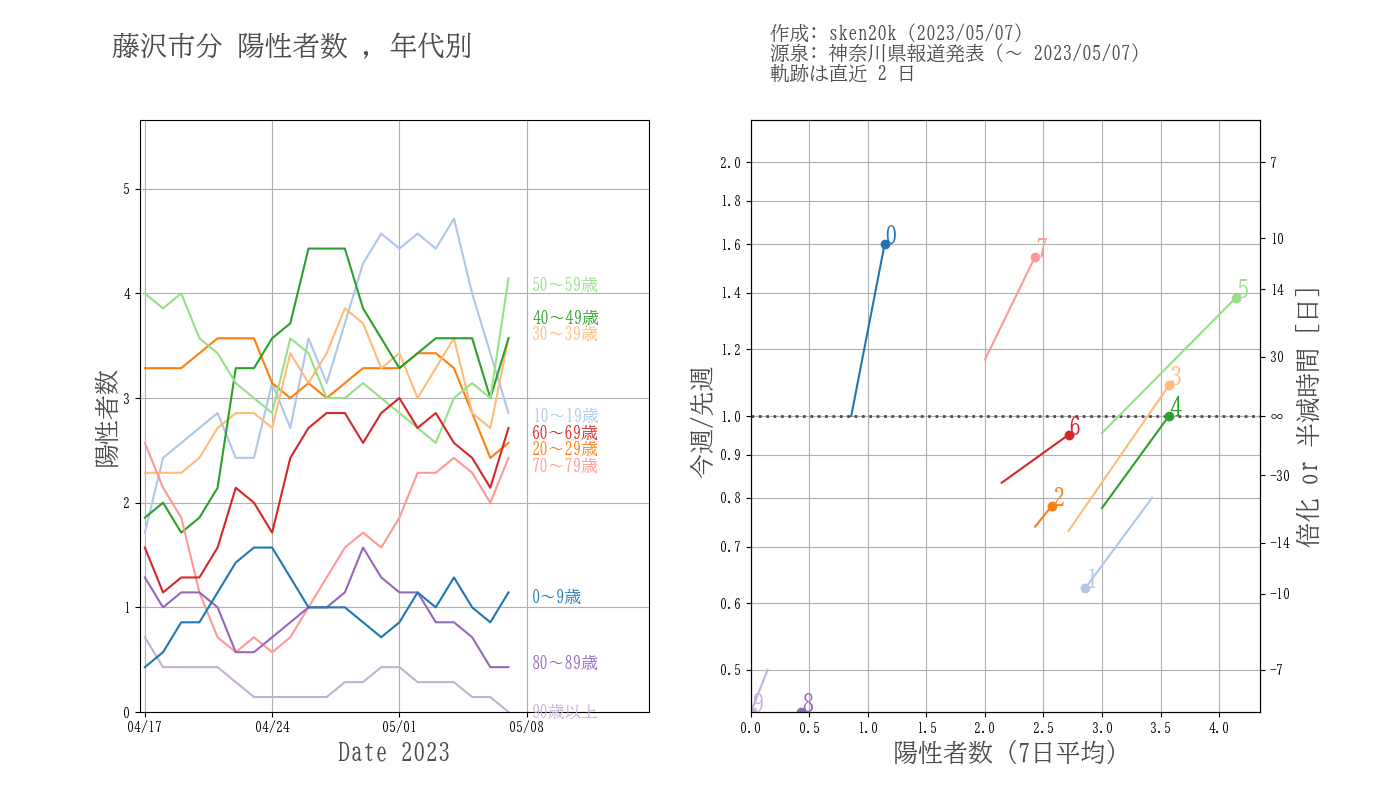 藤沢市分 陽性者数 , 年代別
作成: sken20k (2023/05/07)
源泉: 神奈川県報道発表 (～ 2023/05/07)
軌跡は直近 2 日
陽性者数
5
4
3
2
1
0
04/17
04/24
05/01
05/08
Date 2023
50～59歳
40～49歳
30～39歳
10～19歳
60～69歳
20～29歳
70～79歳
0～9歳
80～89歳
90歳以上
今週/先週
2.0
1.8
1.6
1.4
1.2
1.0
0.9
0.8
0.7
0.6
0.5
0
7
5
3
4
6
2
1
9
8
0.0
0.5
1.0
1.5
2.0
2.5
3.0
3.5
4.0
陽性者数 (7日平均)
7
10
14
30
∞
-30
-14
-10
-7
倍化 or 半減時間 [日]